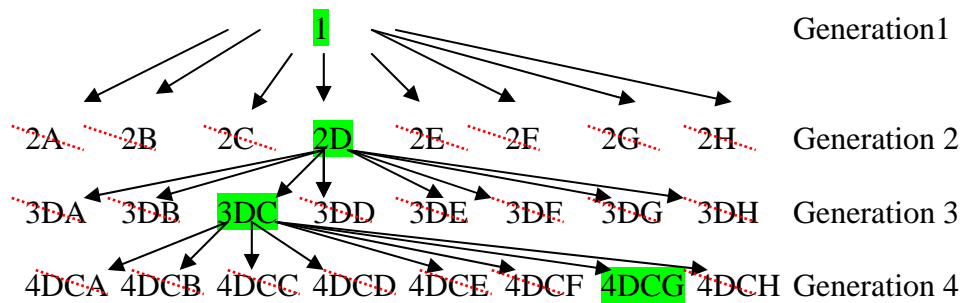 1 Generation1
2A 2B 2C 2D 2E 2F 2G 2H Generation 2
3DA 3DB 3DC 3DD 3DE 3DF 3DG 3DH Generation 3
4DCA 4DCB 4DCC 4DCD 4DCE 4DCF 4DCG 4DCH Generation 4